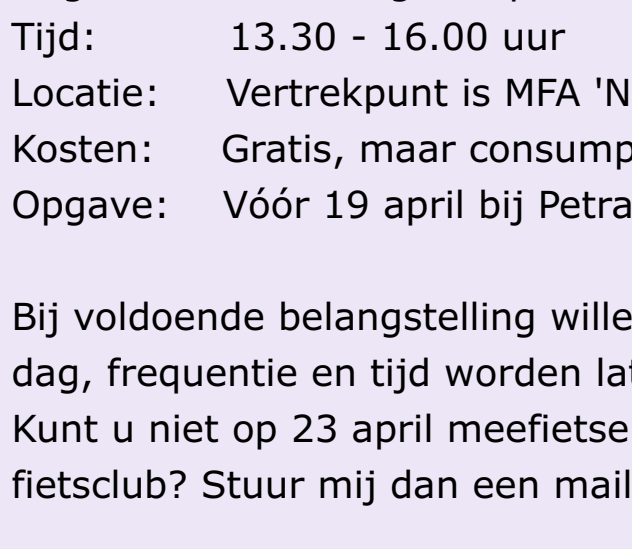 Tijd: 13.30 - 16.00 uur
Locatie: Vertrekpunt is MFA 'N
Kosten: Gratis, maar consump
Opgave: Vóór 19 april bij Petra
Bij voldoende belangstelling wille
dag, frequentie en tijd worden lat
Kunt u niet op 23 april meefietse
fietsclub? Stuur mij dan een mail